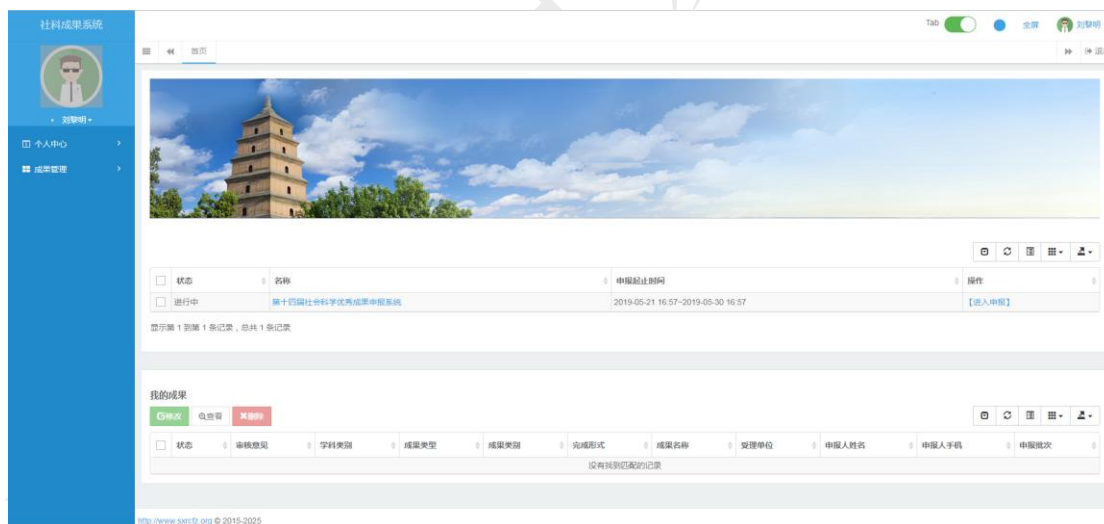 社科成果系统
Tab 全屏 刘黎明
首页
刘黎明
个人中心
成果管理
状态 名称 申报起止时间 操作
进行中 第十四届社会科学优秀成果申报系统 2019-05-21 16:57~2019-05-30 16:57 【进入申报】
显示第 1 到第 1 条记录，总共 1 条记录
我的成果
修改 查看 删除
状态 审核意见 学科类别 成果类型 成果类别 完成形式 成果名称 受理单位 申报人姓名 申报人手机 申报批次
没有找到匹配的记录
http://www.sxrctz.org © 2015-2025